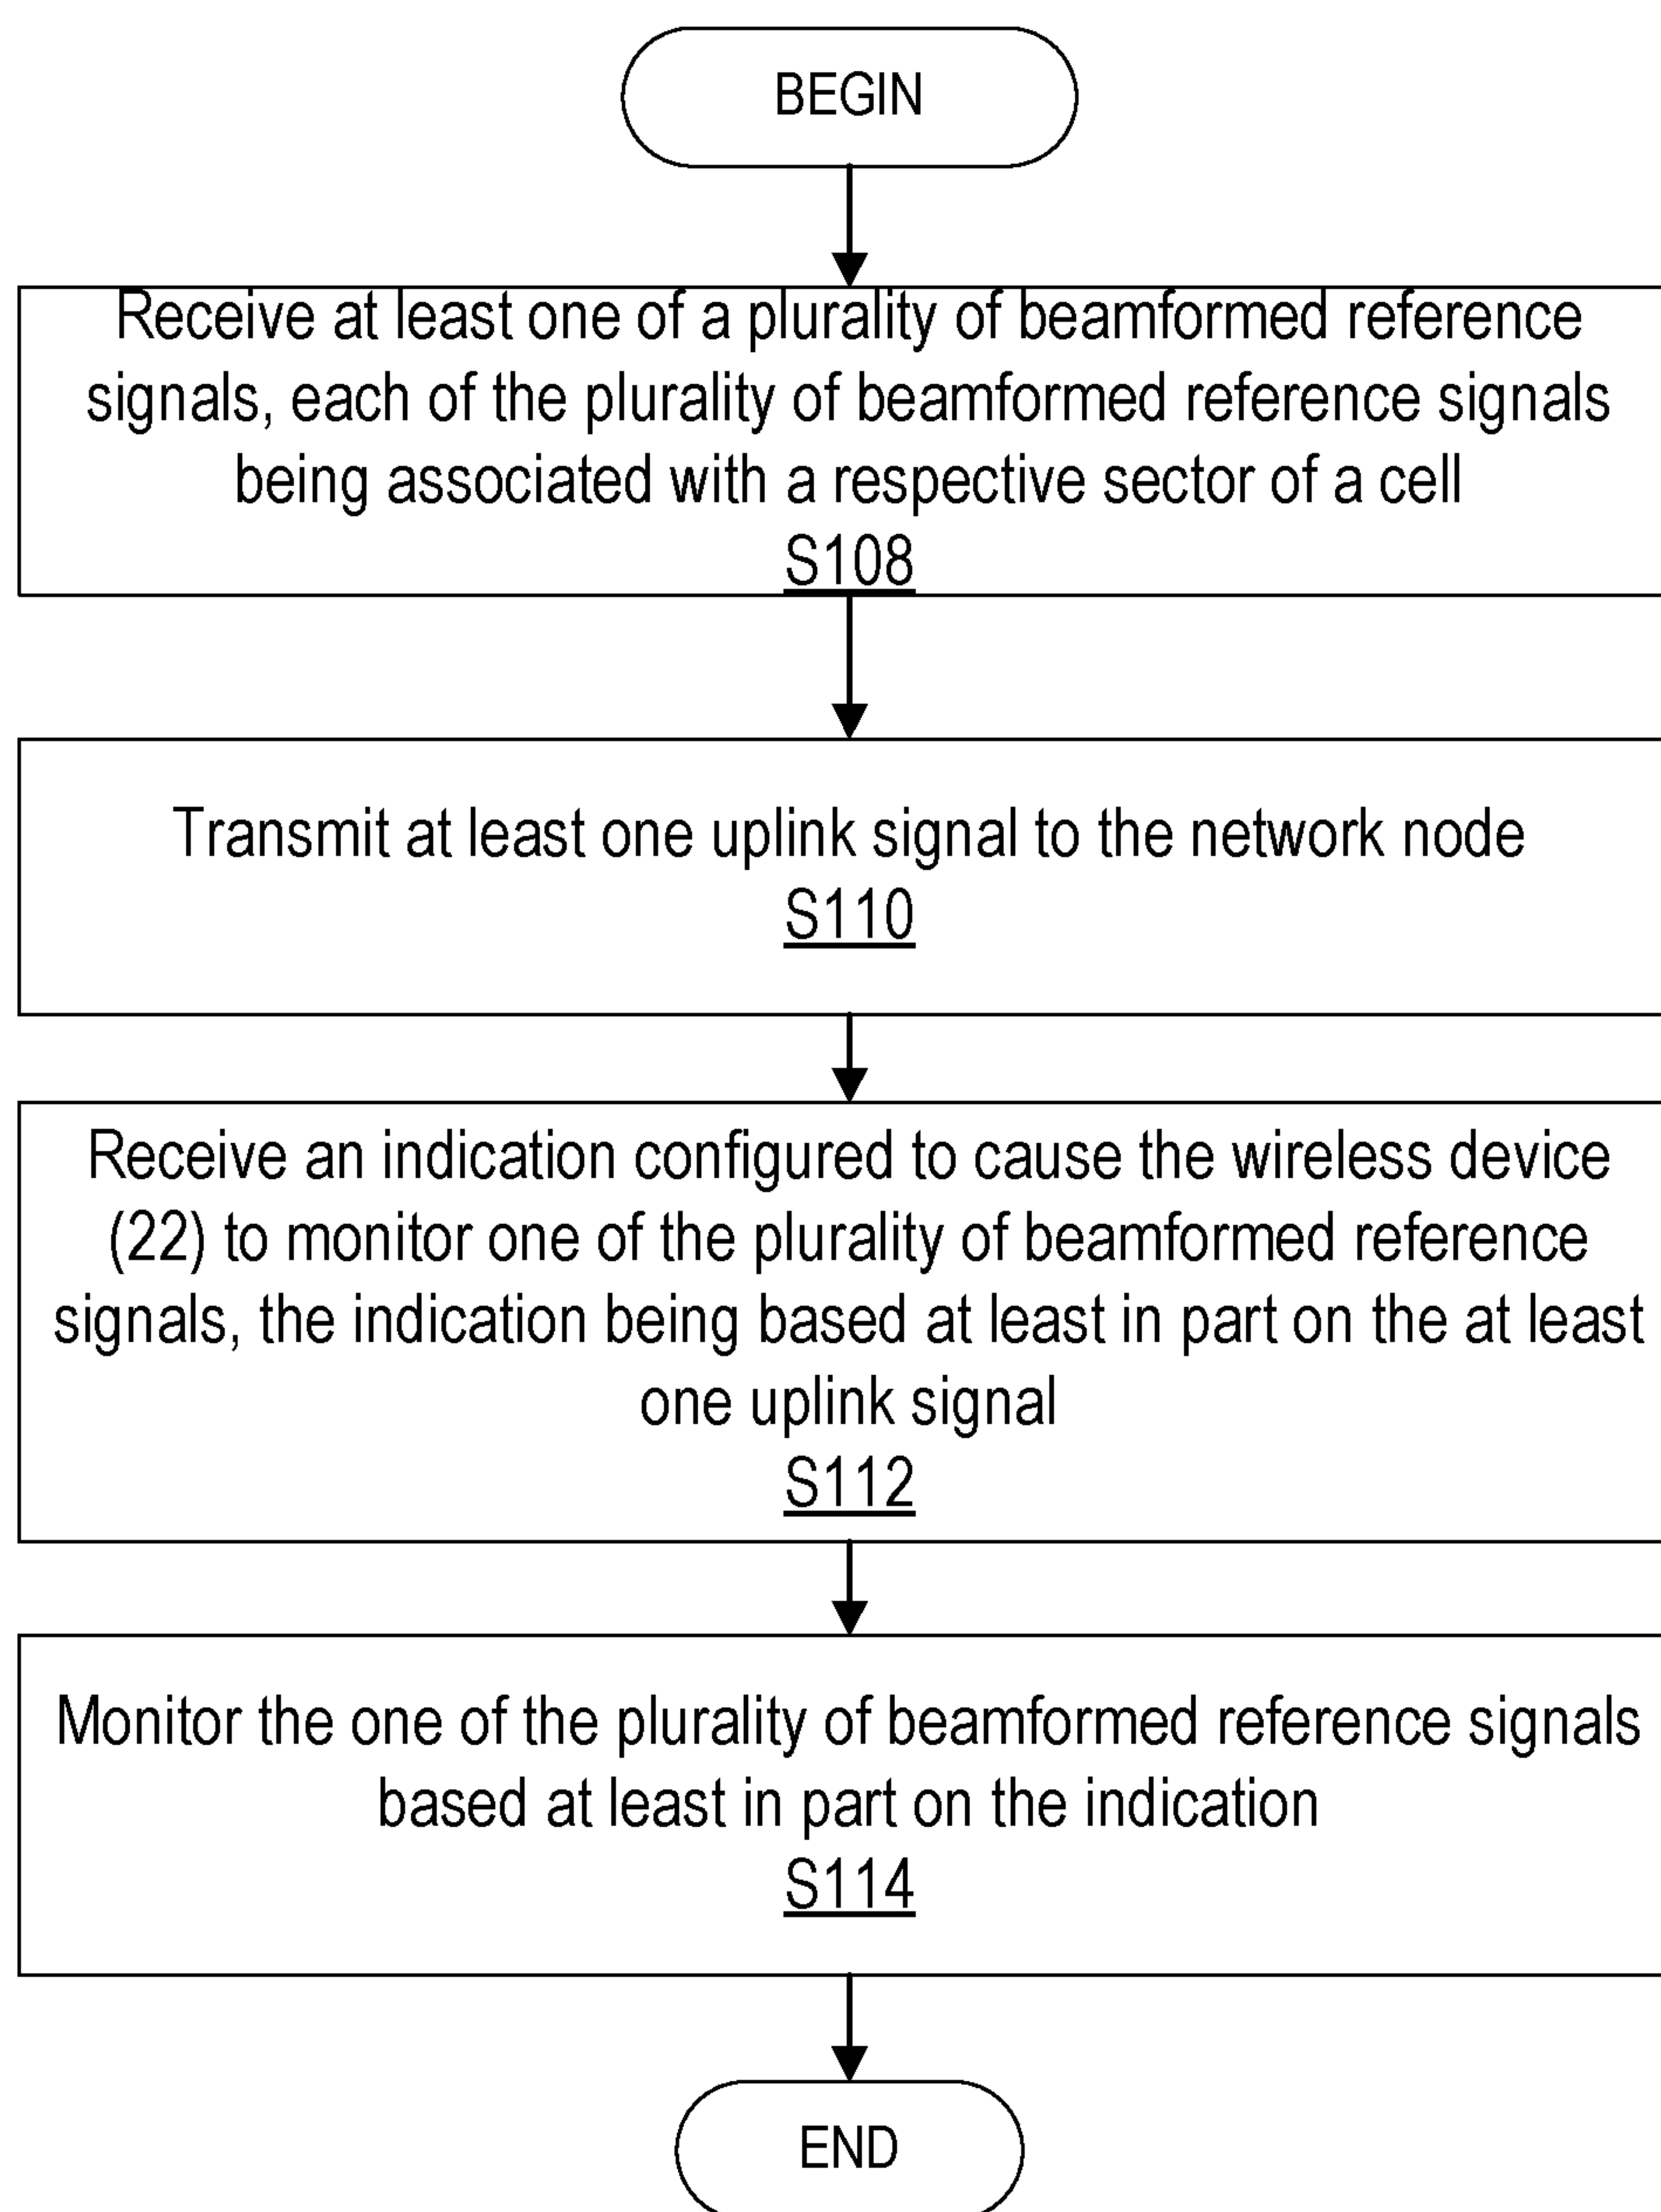 BEGIN
Receive at least one of a plurality of beamformed reference
signals, each of the plurality of beamformed reference signals
being associated with a respective sector of a cell
S108
Transmit at least one uplink signal to the network node
S110
Receive an indication configured to cause the wireless device
(22) to monitor one of the plurality of beamformed reference
signals, the indication being based at least in part on the at least
one uplink signal
S112
Monitor the one of the plurality of beamformed reference signals
based at least in part on the indication
S114
END